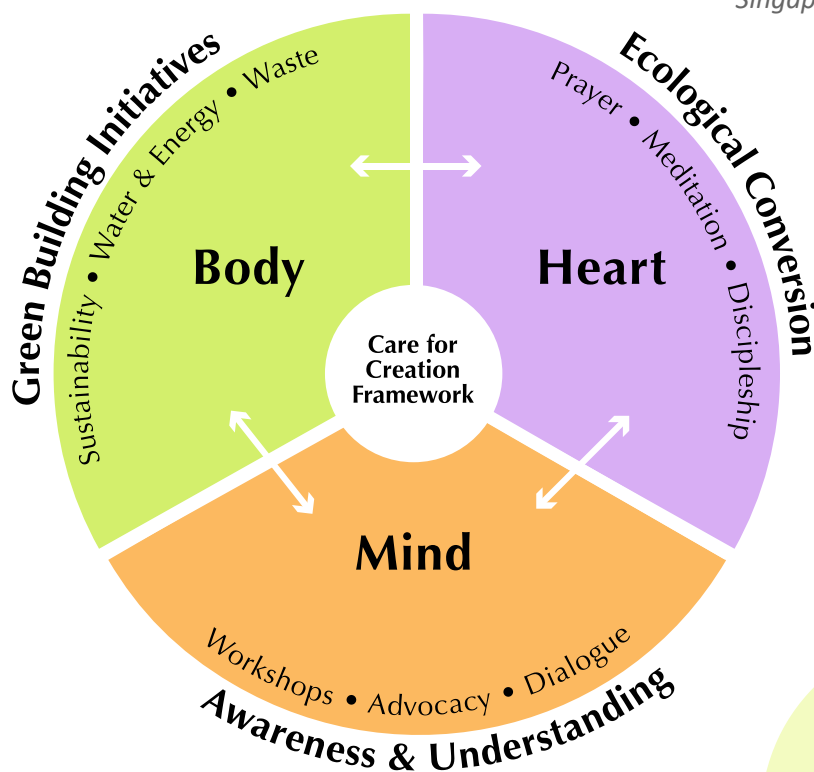 Green Building Initiatives
Sustainability • Water & Energy • Waste
Body
Ecological Conversion
Prayer • Meditation • Discipleship
Heart
Care for
Creation
Framework
Mind
Workshops • Advocacy • Dialogue
Awareness & Understanding